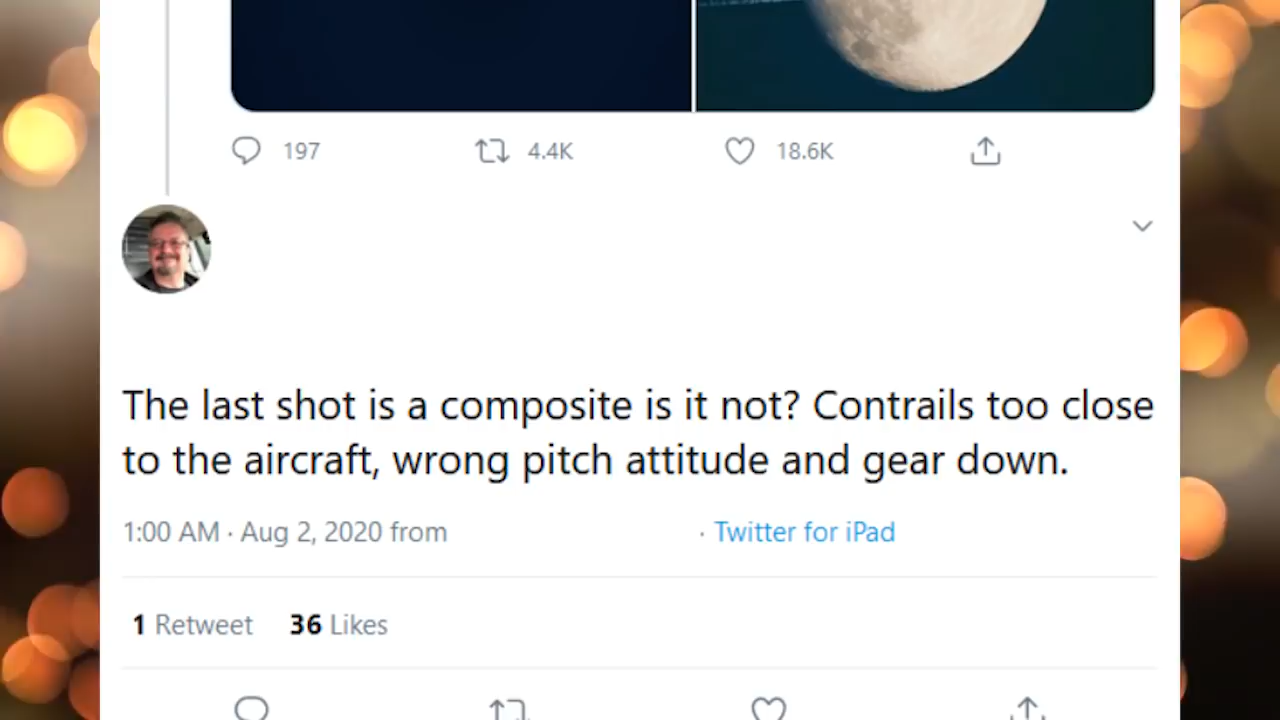 197 4.4K 18.6K
The last shot is a composite is it not? Contrails too close
to the aircraft, wrong pitch attitude and gear down.
1:00 AM · Aug 2, 2020 from · Twitter for iPad
1 Retweet 36 Likes